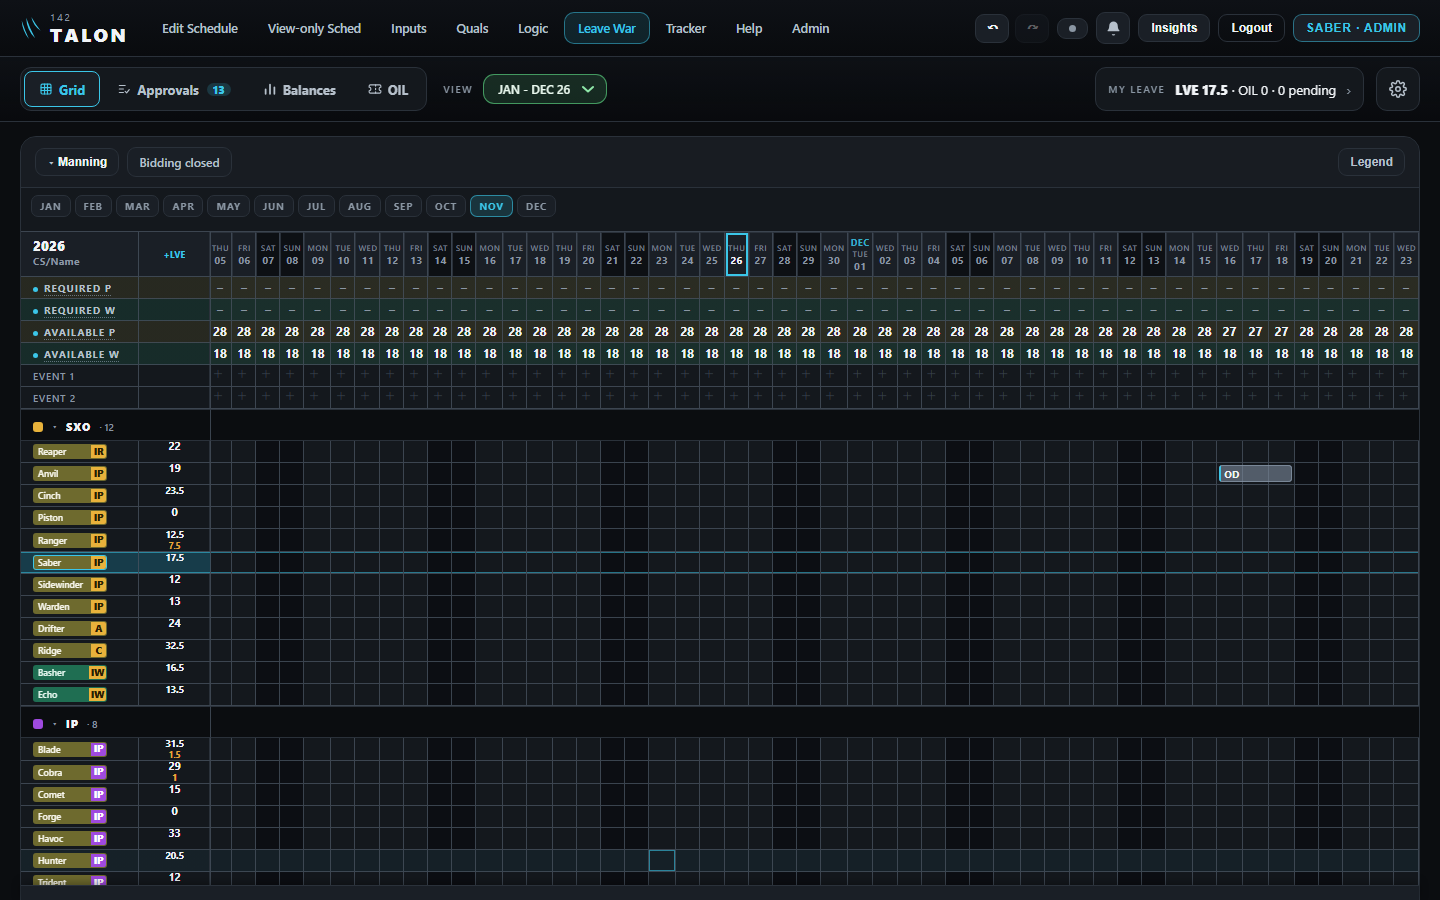 142
TALON
Edit Schedule View-only Sched Inputs Quals Logic Leave War Tracker Help Admin
Insights Logout SABER · ADMIN
Grid Approvals 13 Balances OIL VIEW JAN - DEC 26
MY LEAVE LVE 17.5 · OIL 0 · 0 pending ›
Manning Bidding closed Legend
JAN FEB MAR APR MAY JUN JUL AUG SEP OCT NOV DEC
2026
CS/Name
+LVE
THU FRI SAT SUN MON TUE WED THU FRI SAT SUN MON TUE WED THU FRI SAT SUN MON TUE WED THU FRI SAT SUN MON DEC TUE WED THU FRI SAT SUN MON TUE WED THU FRI SAT SUN MON TUE WED THU FRI SAT SUN MON TUE WED
05 06 07 08 09 10 11 12 13 14 15 16 17 18 19 20 21 22 23 24 25 26 27 28 29 30 01 02 03 04 05 06 07 08 09 10 11 12 13 14 15 16 17 18 19 20 21 22 23
REQUIRED P – – – – – – – – – – – – – – – – – – – – – – – – – – – – – – – – – – – – – – – – – – – – – – – – –
REQUIRED W – – – – – – – – – – – – – – – – – – – – – – – – – – – – – – – – – – – – – – – – – – – – – – – – –
AVAILABLE P 28 28 28 28 28 28 28 28 28 28 28 28 28 28 28 28 28 28 28 28 28 28 28 28 28 28 28 28 28 28 28 28 28 28 28 28 28 28 28 28 28 27 27 27 28 28 28 28 28
AVAILABLE W 18 18 18 18 18 18 18 18 18 18 18 18 18 18 18 18 18 18 18 18 18 18 18 18 18 18 18 18 18 18 18 18 18 18 18 18 18 18 18 18 18 18 18 18 18 18 18 18 18
EVENT 1 + + + + + + + + + + + + + + + + + + + + + + + + + + + + + + + + + + + + + + + + + + + + + + + + +
EVENT 2 + + + + + + + + + + + + + + + + + + + + + + + + + + + + + + + + + + + + + + + + + + + + + + + + +
SXO · 12
Reaper IR 22
Anvil IP 19 OD
Cinch IP 23.5
Piston IP 0
Ranger IP 12.5
7.5
Saber IP 17.5
Sidewinder IP 12
Warden IP 13
Drifter A 24
Ridge C 32.5
Basher IW 16.5
Echo IW 13.5
IP · 8
Blade IP 31.5
1.5
Cobra IP 29
1
Comet IP 15
Forge IP 0
Havoc IP 33
Hunter IP 20.5
Trident IP 12